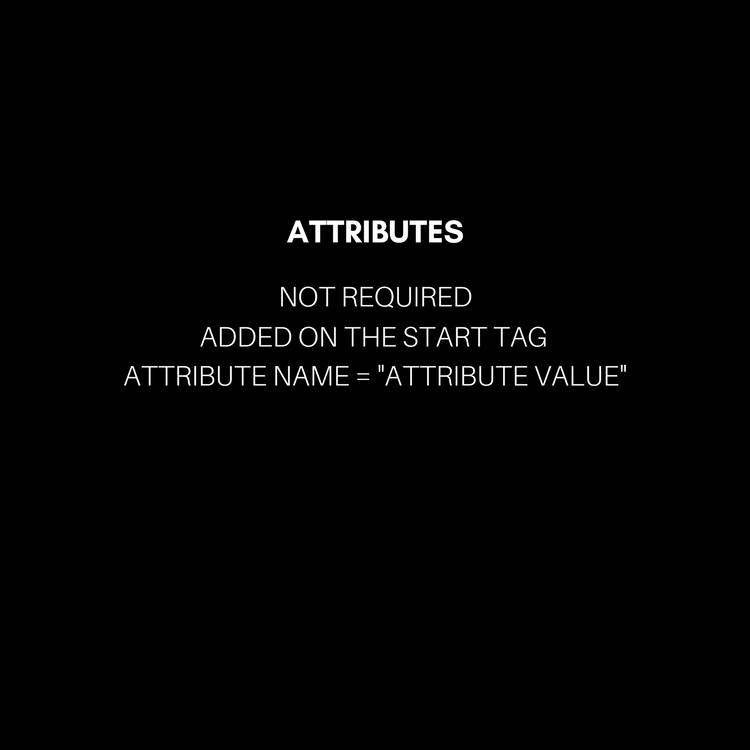 ATTRIBUTES
NOT REQUIRED
ADDED ON THE START TAG
ATTRIBUTE NAME = "ATTRIBUTE VALUE"